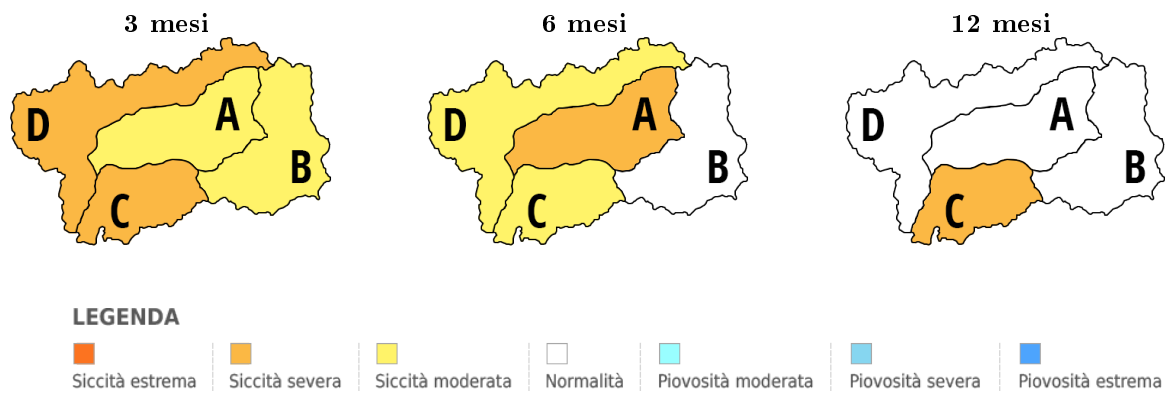 3 mesi
6 mesi
12 mesi
A
D
B
C
A
D
B
C
A
D
B
C
LEGENDA
Siccità estrema
Siccità severa
Siccità moderata
Normalità
Piovosità moderata
Piovosità severa
Piovosità estrema